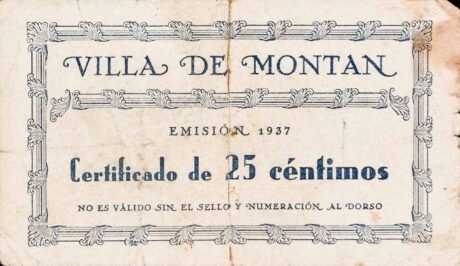 VILLA DE MONTAN
EMISIÓN 1937
Certificado de 25 céntimos
NO ES VÁLIDO SIN EL SELLO Y NUMERACIÓN AL DORSO